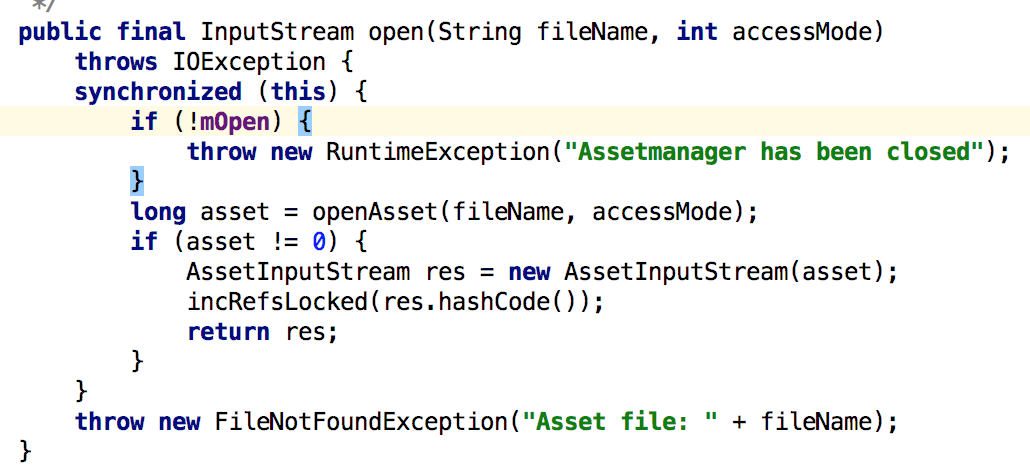 */
public final InputStream open(String fileName, int accessMode)
    throws IOException {
    synchronized (this) {
        if (!mOpen) {
            throw new RuntimeException("Assetmanager has been closed");
        }
        long asset = openAsset(fileName, accessMode);
        if (asset != 0) {
            AssetInputStream res = new AssetInputStream(asset);
            incRefsLocked(res.hashCode());
            return res;
        }
    }
    throw new FileNotFoundException("Asset file: " + fileName);
}